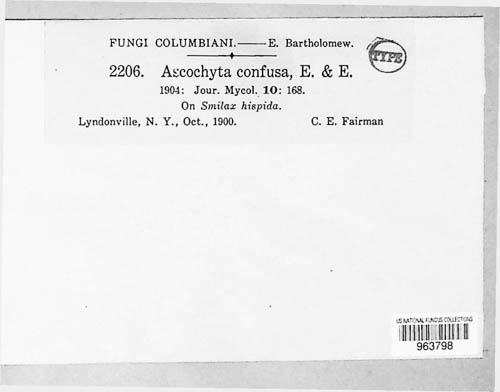 FUNGI COLUMBIANI.——E. Bartholomew.
TYPE
2206. Ascochyta confusa, E. & E.
1904: Jour. Mycol. 10: 168.
On Smilax hispida.
Lyndonville, N. Y., Oct., 1900. C. E. Fairman
US NATIONAL FUNGUS COLLECTIONS
963798